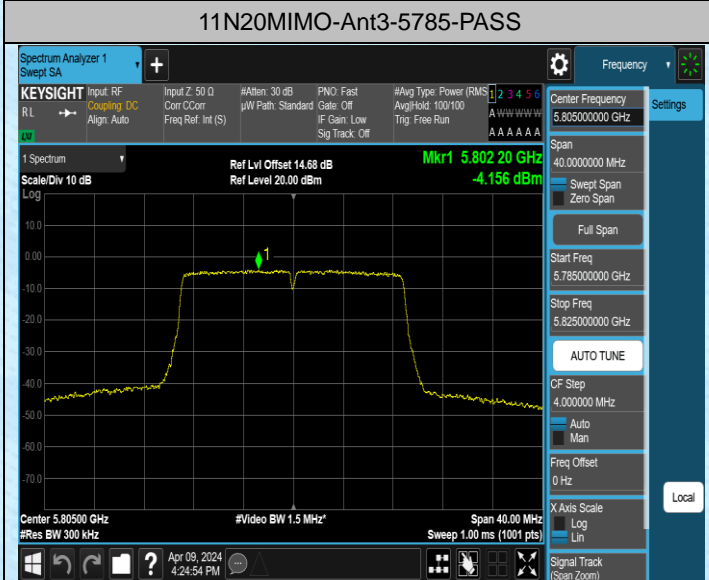 11N20MIMO-Ant3-5785-PASS
Spectrum Analyzer 1
Swept SA
Frequency
KEYSIGHT
RL
LXI
Input: RF
Coupling: DC
Align: Auto
Input Z: 50 Ω
Corr CCorr
Freq Ref: Int (S)
#Atten: 30 dB
µW Path: Standard
PNO: Fast
Gate: Off
IF Gain: Low
Sig Track: Off
#Avg Type: Power (RMS
Avg|Hold: 100/100
Trig: Free Run
1 2 3 4 5 6
A W W W W W
A A A A A A
1 Spectrum
Scale/Div 10 dB
Log
Ref Lvl Offset 14.68 dB
Ref Level 20.00 dBm
Mkr1 5.802 20 GHz
-4.156 dBm
10.0
0.00
-10.0
-20.0
-30.0
-40.0
-50.0
-60.0
-70.0
1
Center 5.80500 GHz
#Res BW 300 kHz
#Video BW 1.5 MHz*
Span 40.00 MHz
Sweep 1.00 ms (1001 pts)
Apr 09, 2024
4:24:54 PM
Center Frequency
5.805000000 GHz
Span
40.0000000 MHz
Swept Span
Zero Span
Full Span
Start Freq
5.785000000 GHz
Stop Freq
5.825000000 GHz
AUTO TUNE
CF Step
4.000000 MHz
Auto
Man
Freq Offset
0 Hz
X Axis Scale
Log
Lin
Signal Track
(Span Zoom)
Settings
Local